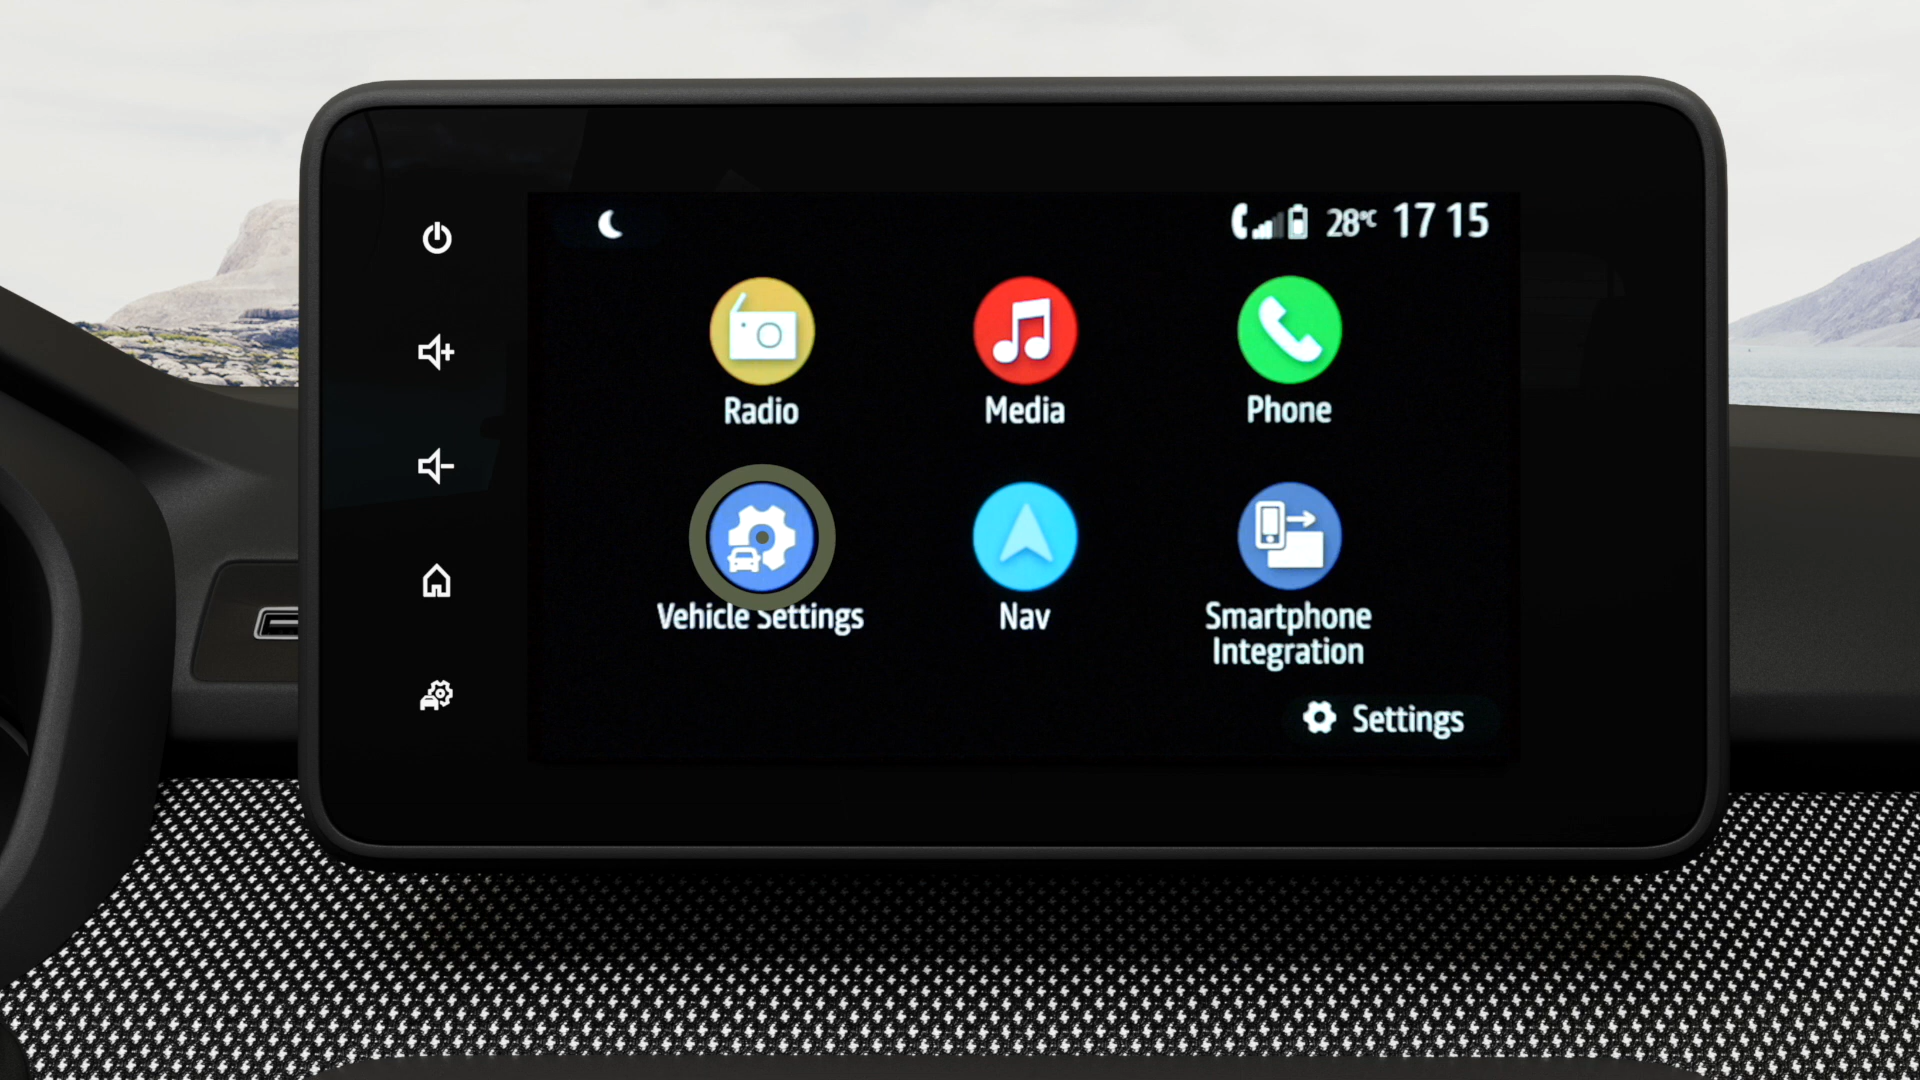 28°C 17 15
Radio
Media
Phone
Vehicle Settings
Nav
Smartphone
Integration
Settings